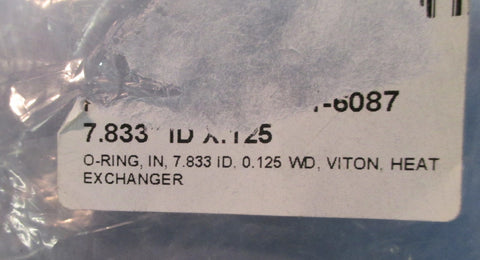 -6087
7.833" ID X.125
O-RING, IN, 7.833 ID, 0.125 WD, VITON, HEAT
EXCHANGER